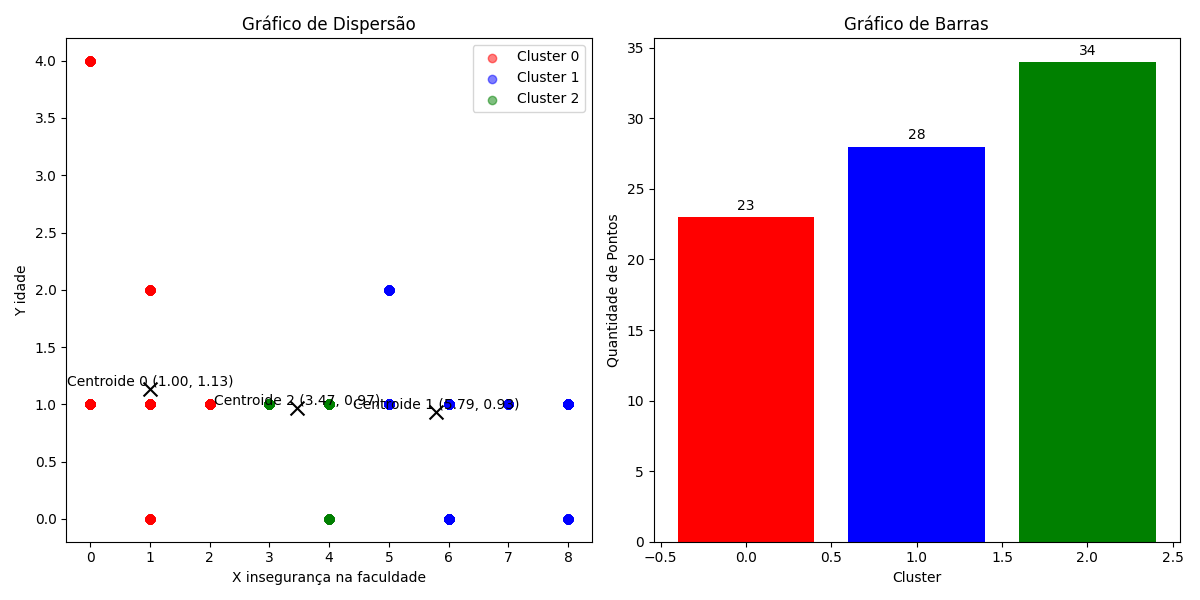 Gráfico de Dispersão
Cluster 0
Cluster 1
Cluster 2
4.0
3.5
3.0
2.5
2.0
1.5
1.0
0.5
0.0
Y idade
Centroide 0 (1.00, 1.13)
Centroide 2 (3.47, 0.97)
Centroide 1
0 1 2 3 4 5 6 7 8
X insegurança na faculdade
Gráfico de Barras
35
30
25
20
15
10
5
0
Quantidade de Pontos
23
28
34
−0.5 0.0 0.5 1.0 1.5 2.0 2.5
Cluster